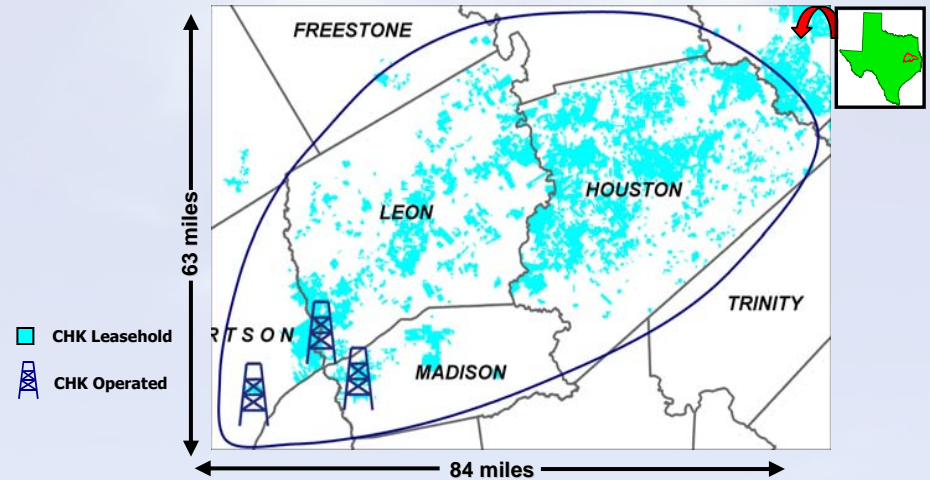 FREESTONE
HOUSTON
LEON
63 miles
TRINITY
RTSON
CHK Leasehold
MADISON
CHK Operated
84 miles